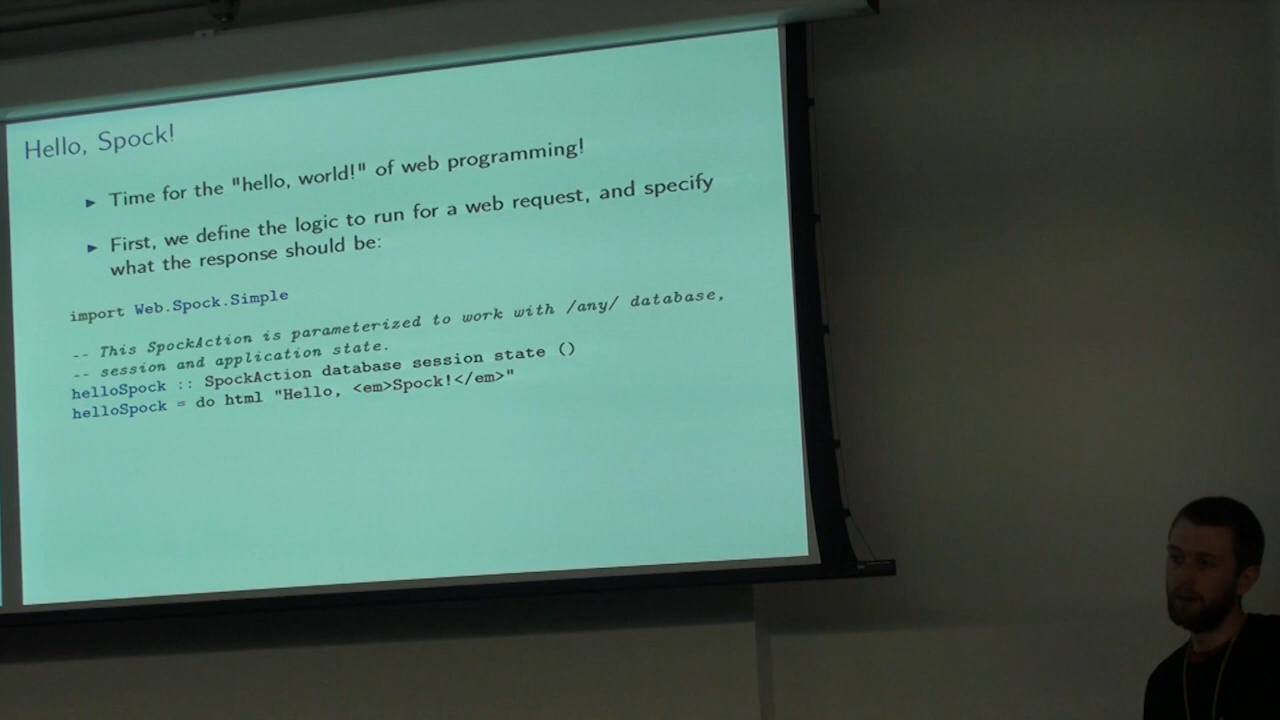 Hello, Spock!
Time for the "hello, world!" of web programming!
First, we define the logic to run for a web request, and specify
what the response should be:
import Web.Spock.Simple
-- This SpockAction is parameterized to work with /any/ database,
-- session and application state.
helloSpock :: SpockAction database session state ()
helloSpock = do html "Hello, <em>Spock!</em>"